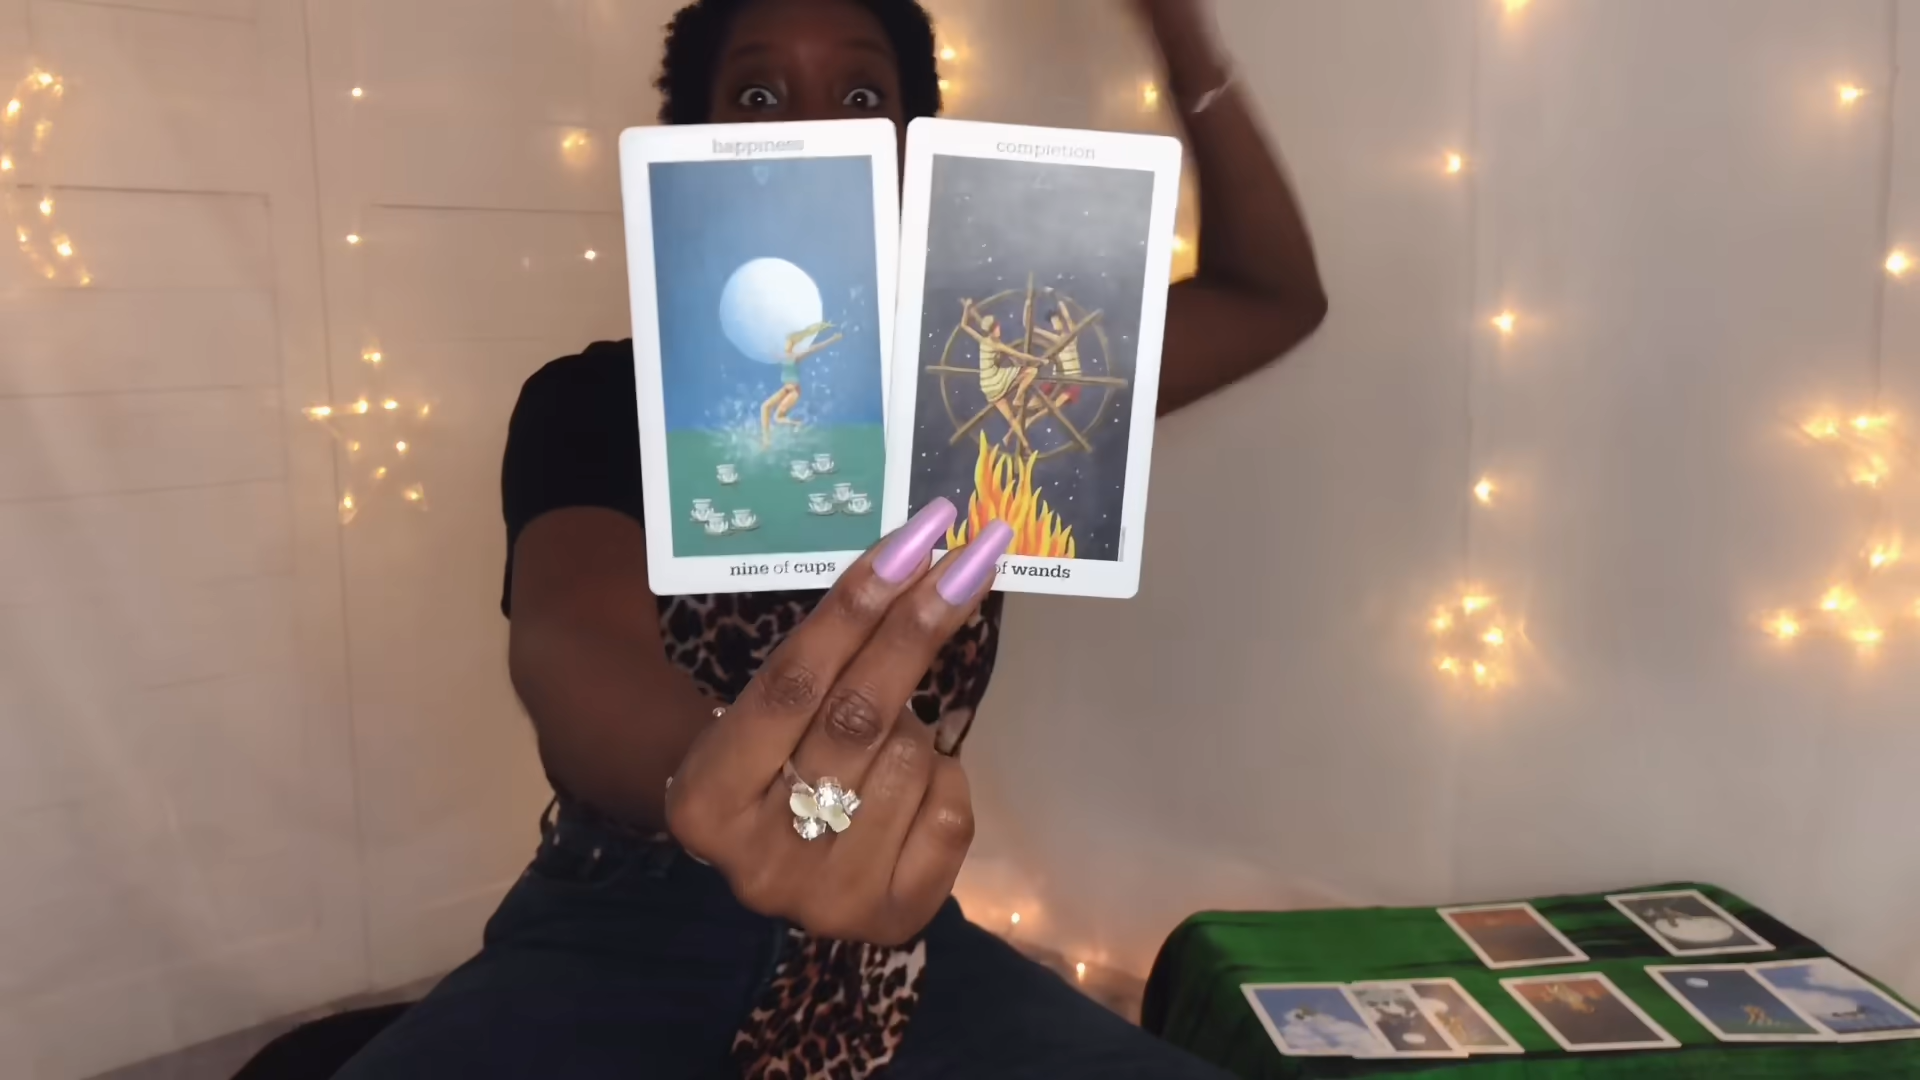 happiness
completion
nine of cups
of wands